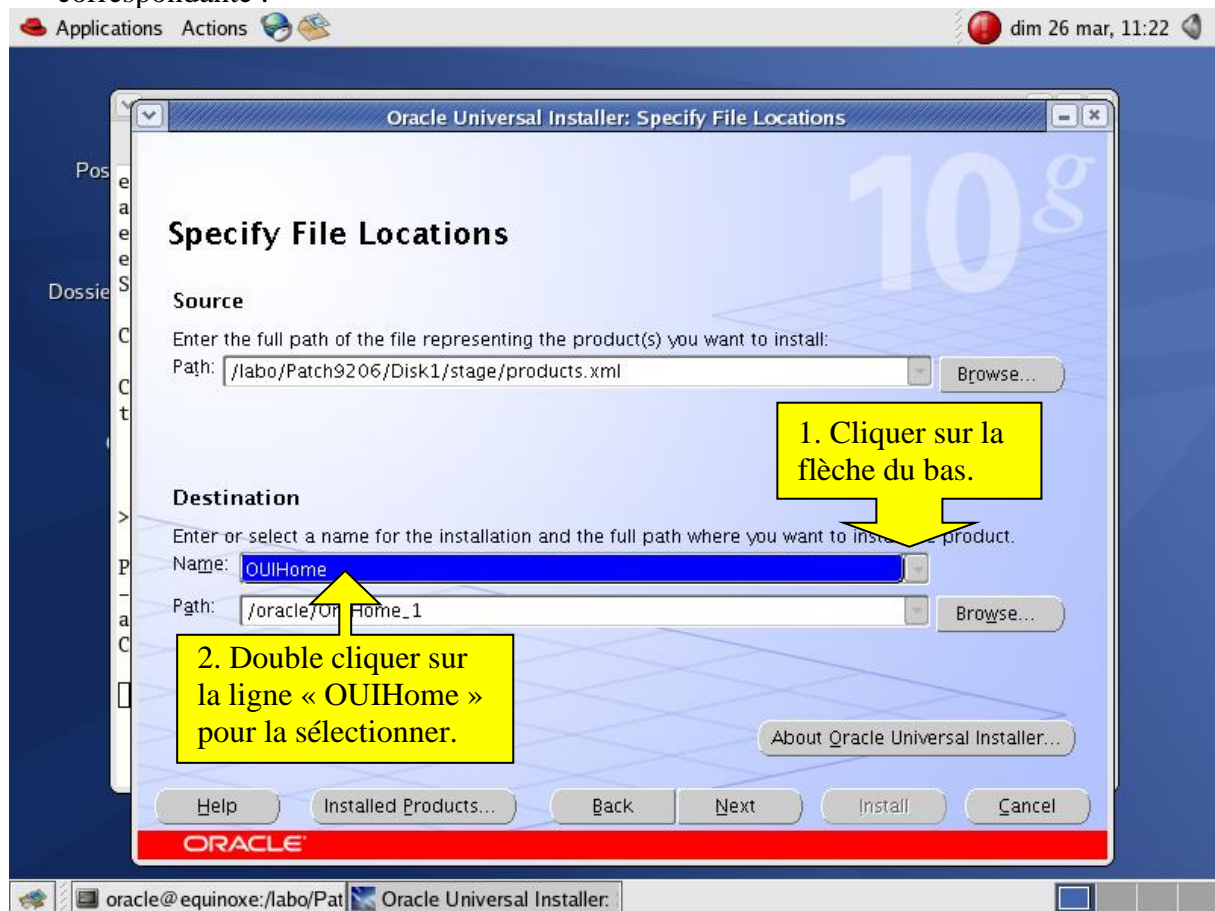 correspondante :
Applications Actions dim 26 mar, 11:22
Oracle Universal Installer: Specify File Locations
10g
Pos
e
a
e
e
Dossie S
C
C
t
>
P
-
a
C
Specify File Locations
Source
Enter the full path of the file representing the product(s) you want to install:
Path: /labo/Patch9206/Disk1/stage/products.xml Browse...
1. Cliquer sur la
flèche du bas.
Destination
Enter or select a name for the installation and the full path where you want to product.
Name: OUIHome
Path: /oracle/ Home_1 Browse...
2. Double cliquer sur
la ligne « OUIHome »
pour la sélectionner.
About Oracle Universal Installer...
Help Installed Products... Back Next Install Cancel
ORACLE
oracle@equinoxe:/labo/Pat Oracle Universal Installer: